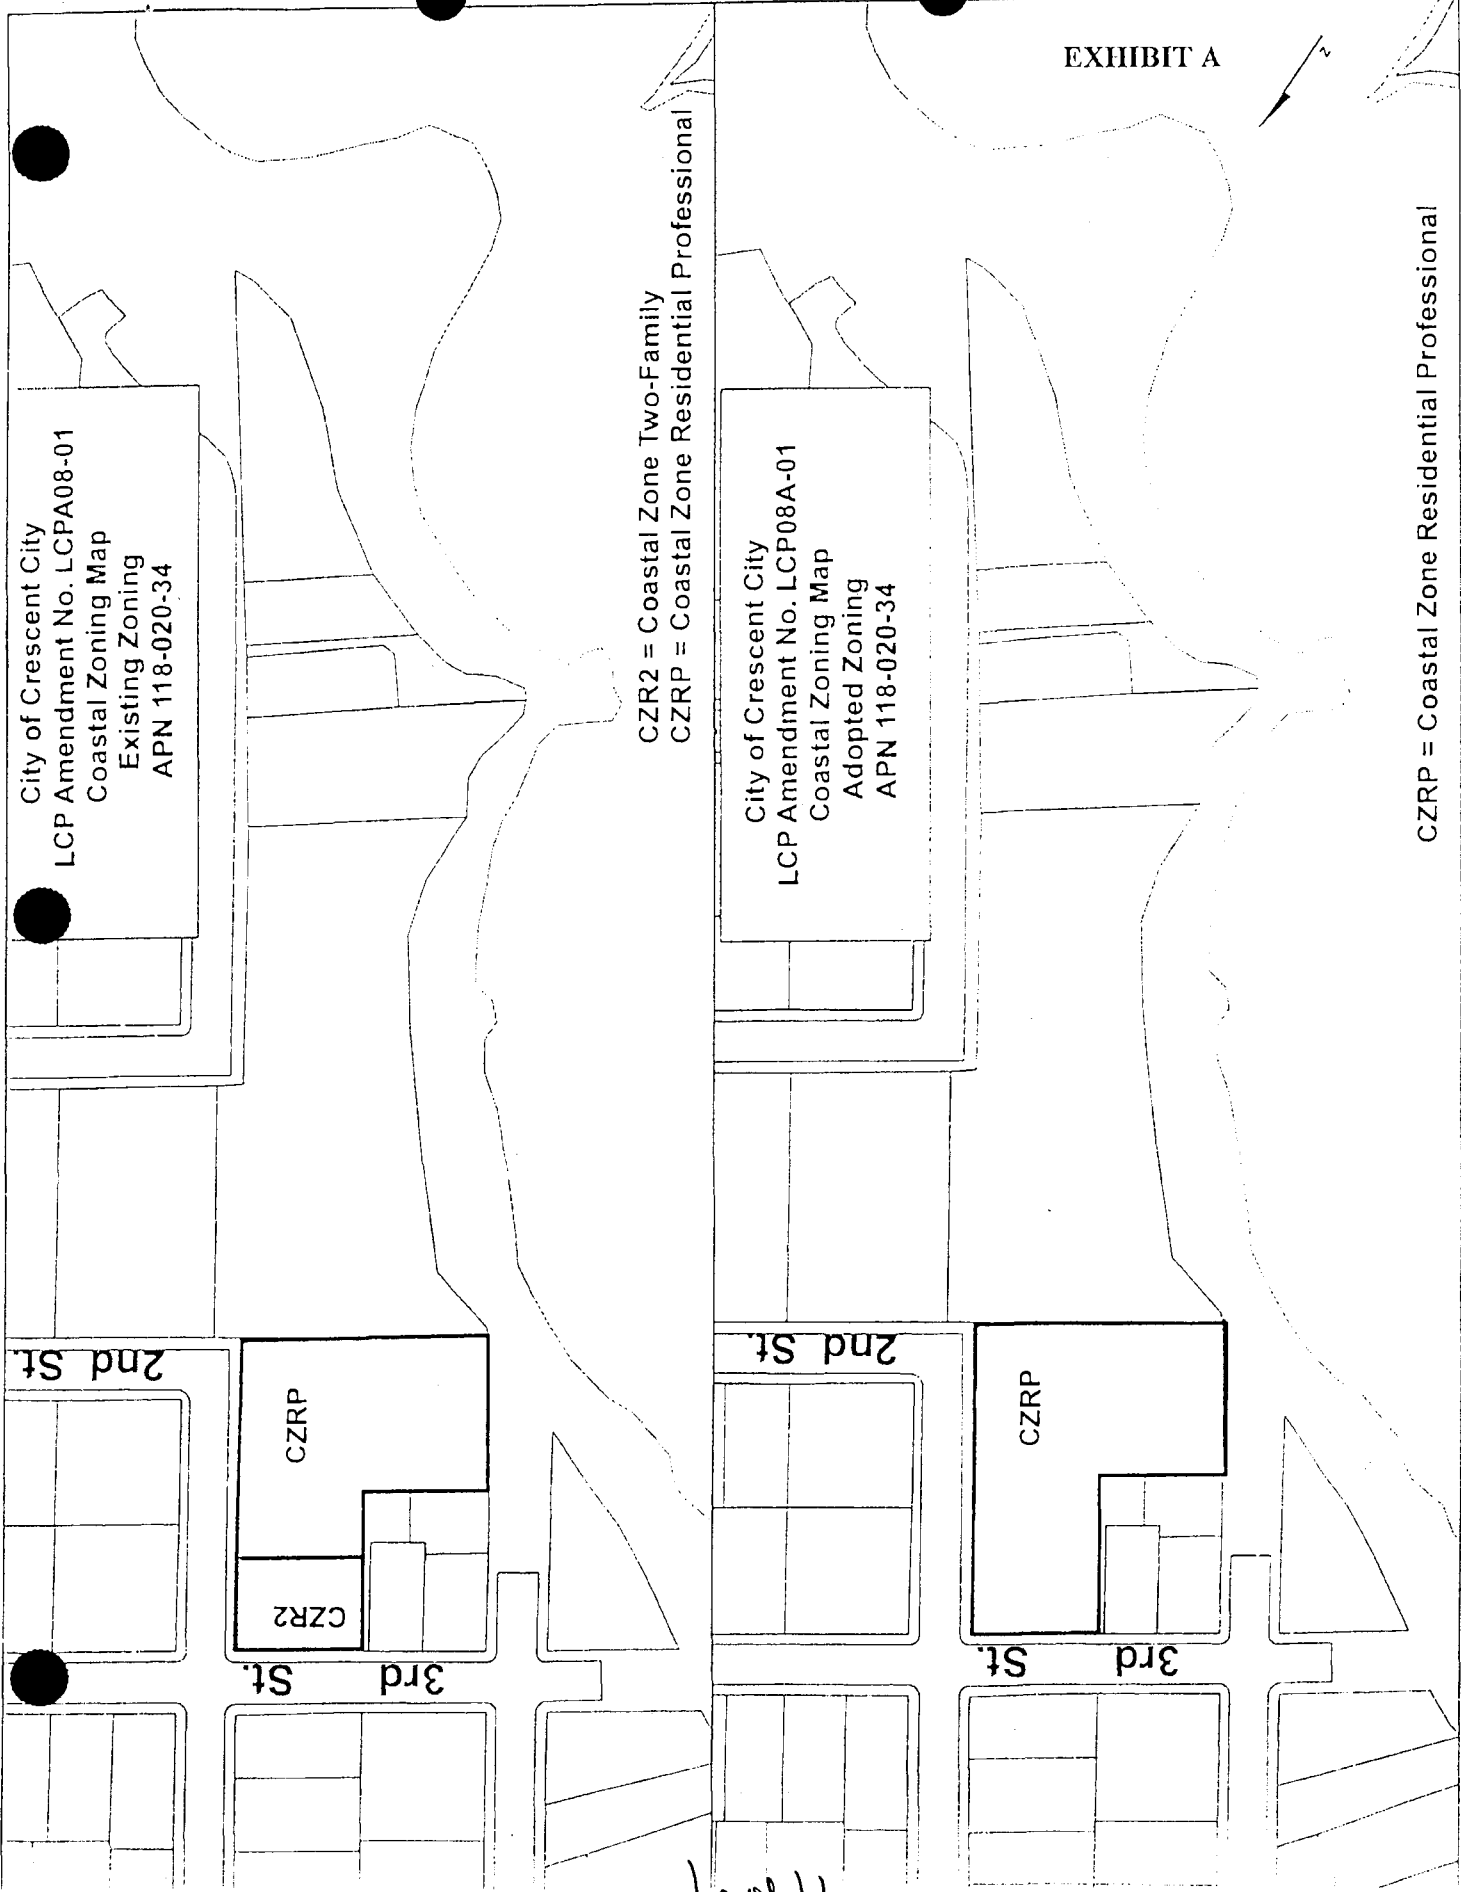 EXHIBIT A
N
City of Crescent City
LCP Amendment No. LCPA08-01
Coastal Zoning Map
Existing Zoning
APN 118-020-34
CZR2 = Coastal Zone Two-Family
CZRP = Coastal Zone Residential Professional
2nd St.
CZRP
CZR2
3rd St.
City of Crescent City
LCP Amendment No. LCP08A-01
Coastal Zoning Map
Adopted Zoning
APN 118-020-34
CZRP = Coastal Zone Residential Professional
2nd St.
CZRP
3rd St.